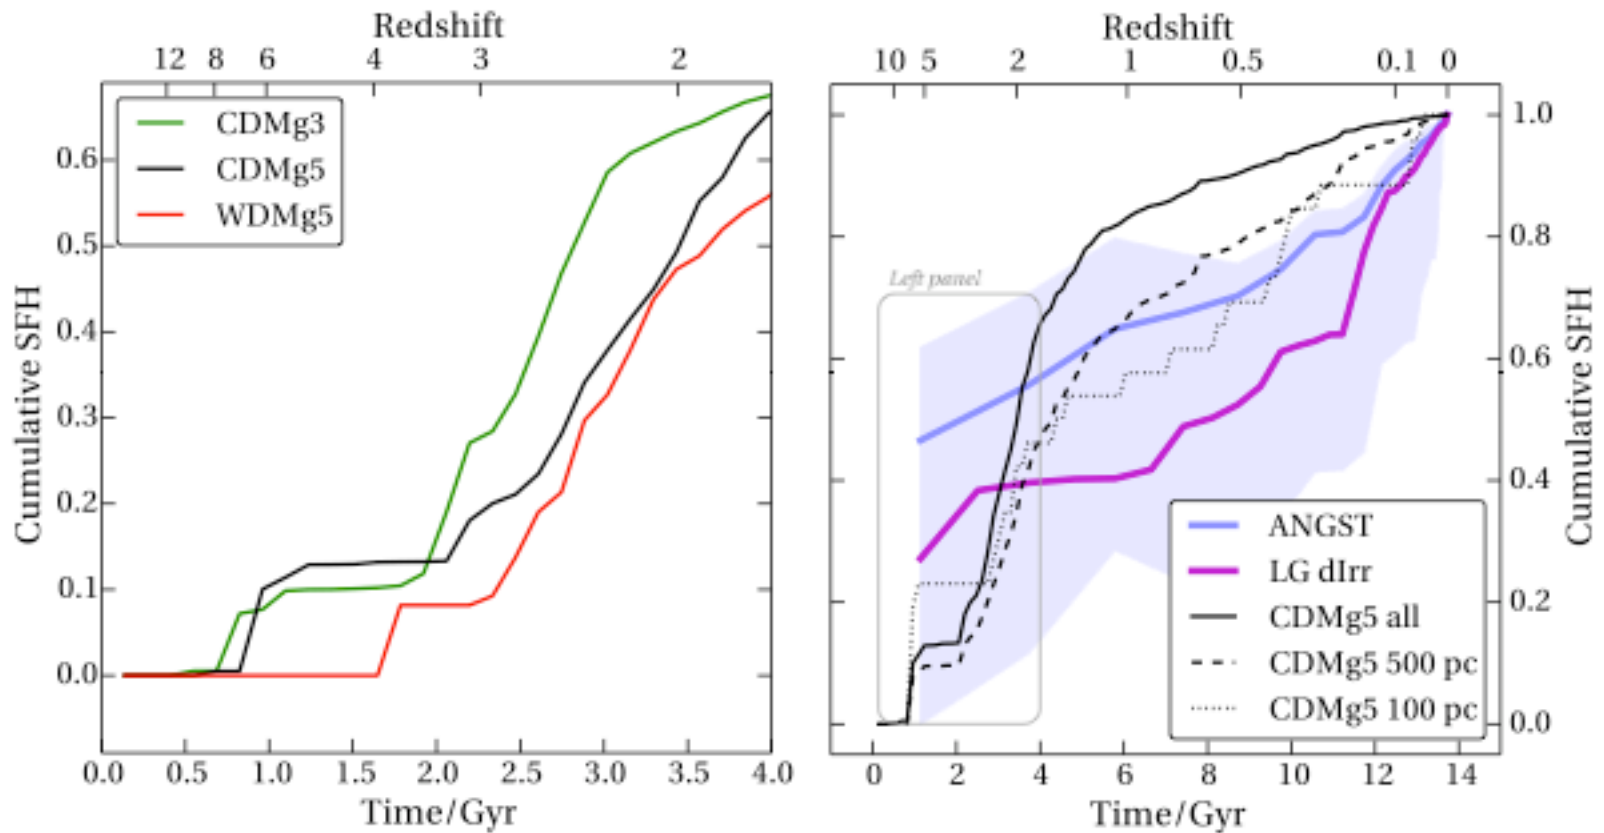 Redshift
12 8 6 4 3 2
CDMg3
CDMg5
WDMg5
0.6
0.5
0.4
0.3
0.2
0.1
0.0
Cumulative SFH
0.0 0.5 1.0 1.5 2.0 2.5 3.0 3.5 4.0
Time/Gyr
Redshift
10 5 2 1 0.5 0.1 0
Left panel
1.0
0.8
0.6
0.4
0.2
0.0
Cumulative SFH
ANGST
LG dIrr
CDMg5 all
CDMg5 500 pc
CDMg5 100 pc
0 2 4 6 8 10 12 14
Time/Gyr